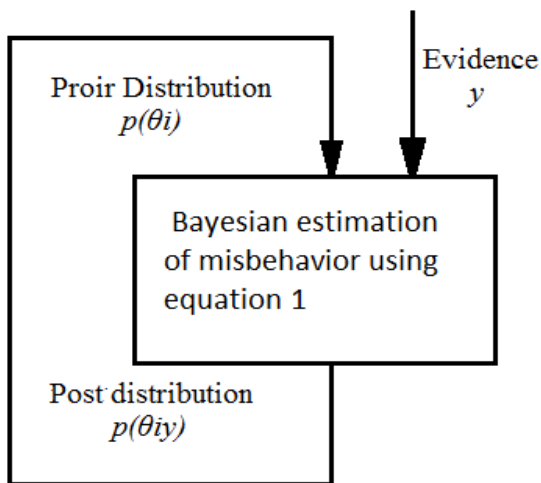 Proir Distribution
p(θi)
Evidence
y
Bayesian estimation
of misbehavior using
equation 1
Post distribution
p(θiy)